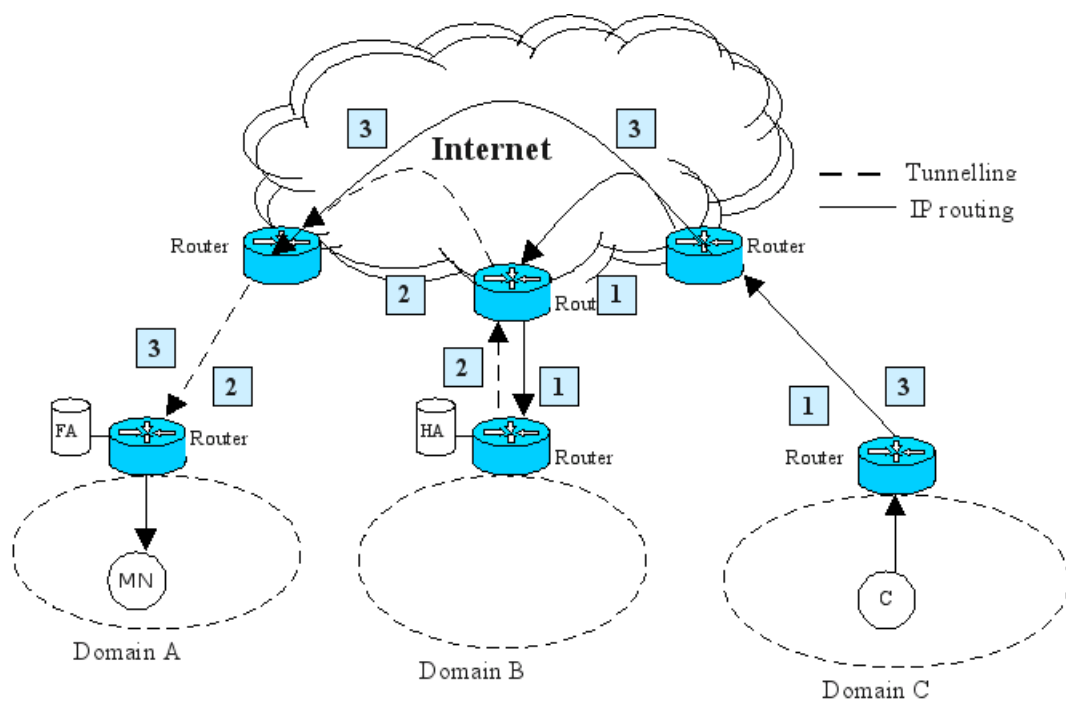 3
3
Internet
Tunnelling
IP routing
Router
Router
2
Rout
1
3
2
2
1
3
1
FA
Router
HA
Router
Router
MN
C
Domain A
Domain B
Domain C